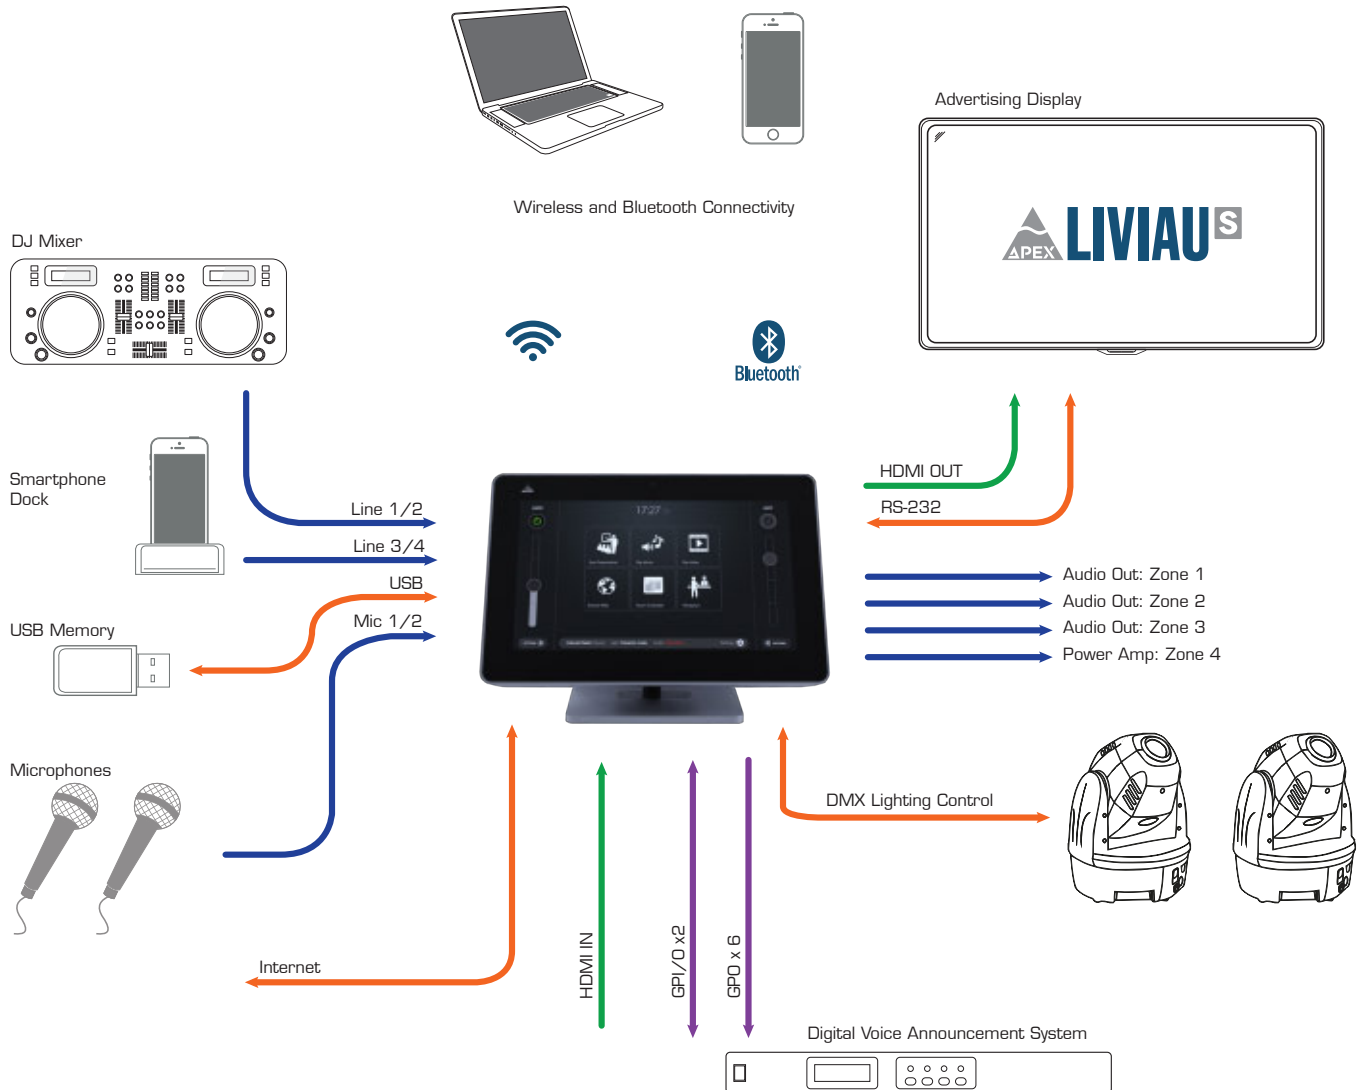 Advertising Display
APEX LIVIAU S
Wireless and Bluetooth Connectivity
DJ Mixer
Bluetooth
Smartphone
Dock
HDMI OUT
RS-232
Line 1/2
Line 3/4
USB
Mic 1/2
17:27
Audio Out: Zone 1
Audio Out: Zone 2
Audio Out: Zone 3
Power Amp: Zone 4
USB Memory
Microphones
DMX Lighting Control
Internet
HDMI IN
GPI/O x2
GPO x 6
Digital Voice Announcement System